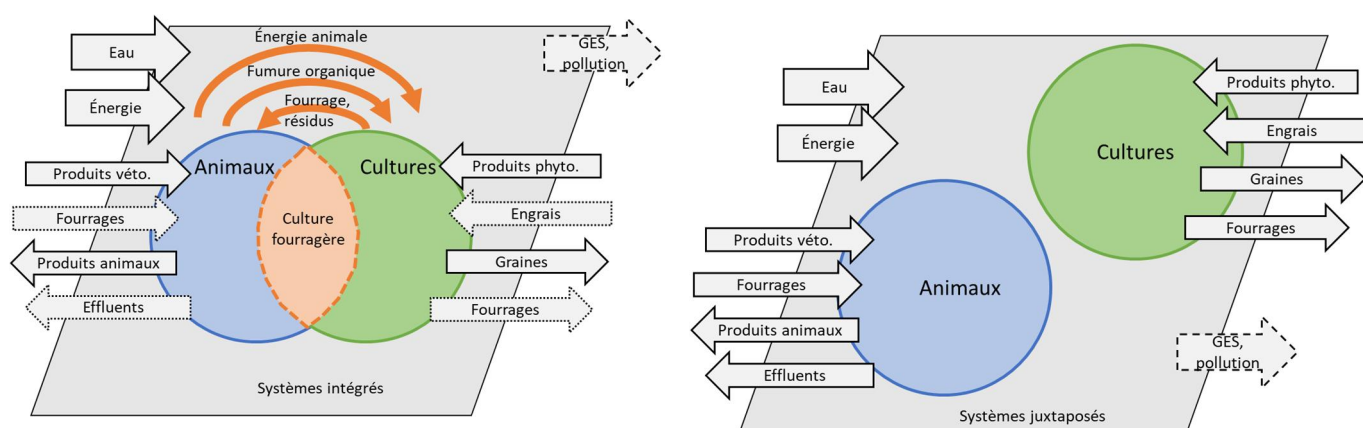 Eau
Énergie
Énergie animale
Fumure organique
Fourrage,
résidus
GES,
pollution
Animaux
Cultures
Produits véto.
Produits phyto.
Fourrages
Culture
fourragère
Engrais
Produits animaux
Graines
Effluents
Fourrages
Systèmes intégrés
Eau
Énergie
Produits phyto.
Engrais
Cultures
Graines
Fourrages
Produits véto.
Fourrages
Animaux
Produits animaux
Effluents
GES,
pollution
Systèmes juxtaposés